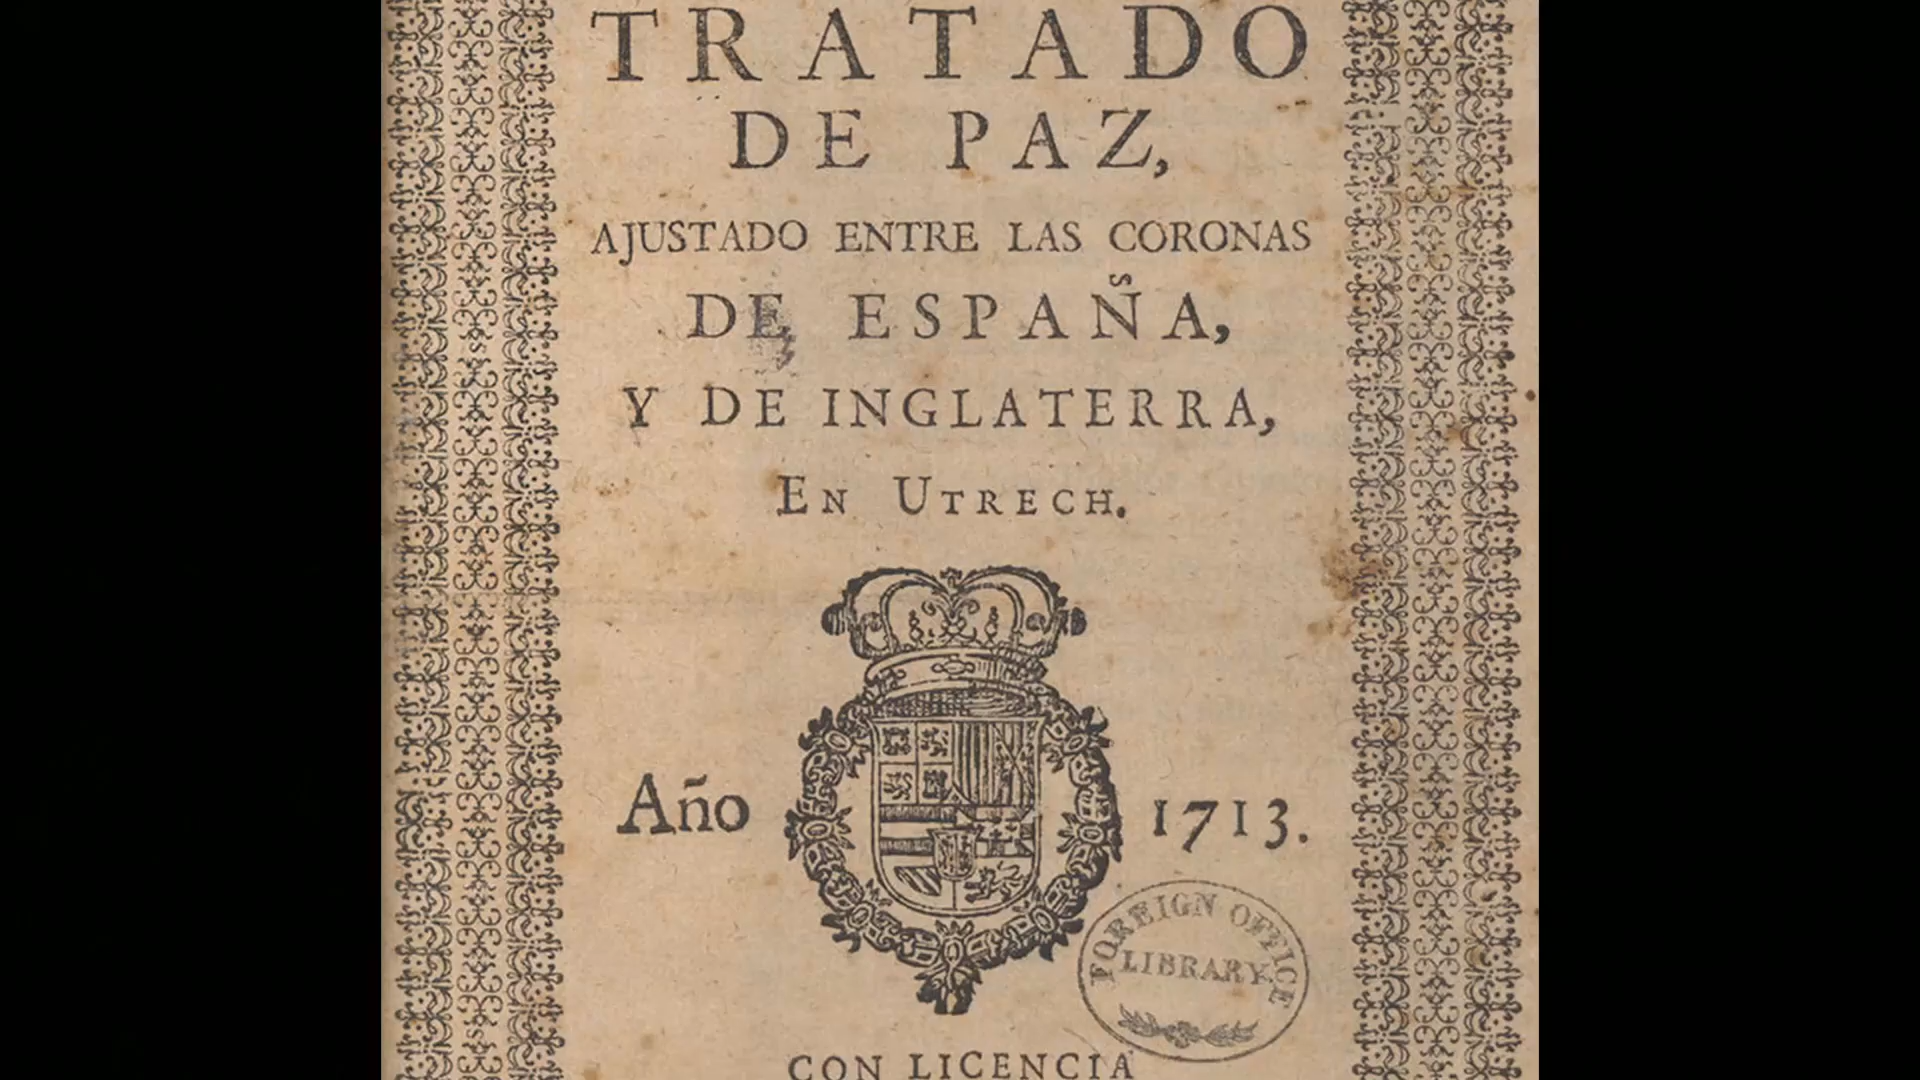 TRATADO
DE PAZ,
AJUSTADO ENTRE LAS CORONAS
DE ESPAÑA,
Y DE INGLATERRA,
EN UTRECH.
Año 1713.
FOREIGN OFFICE
LIBRARY
CON LICENCIA